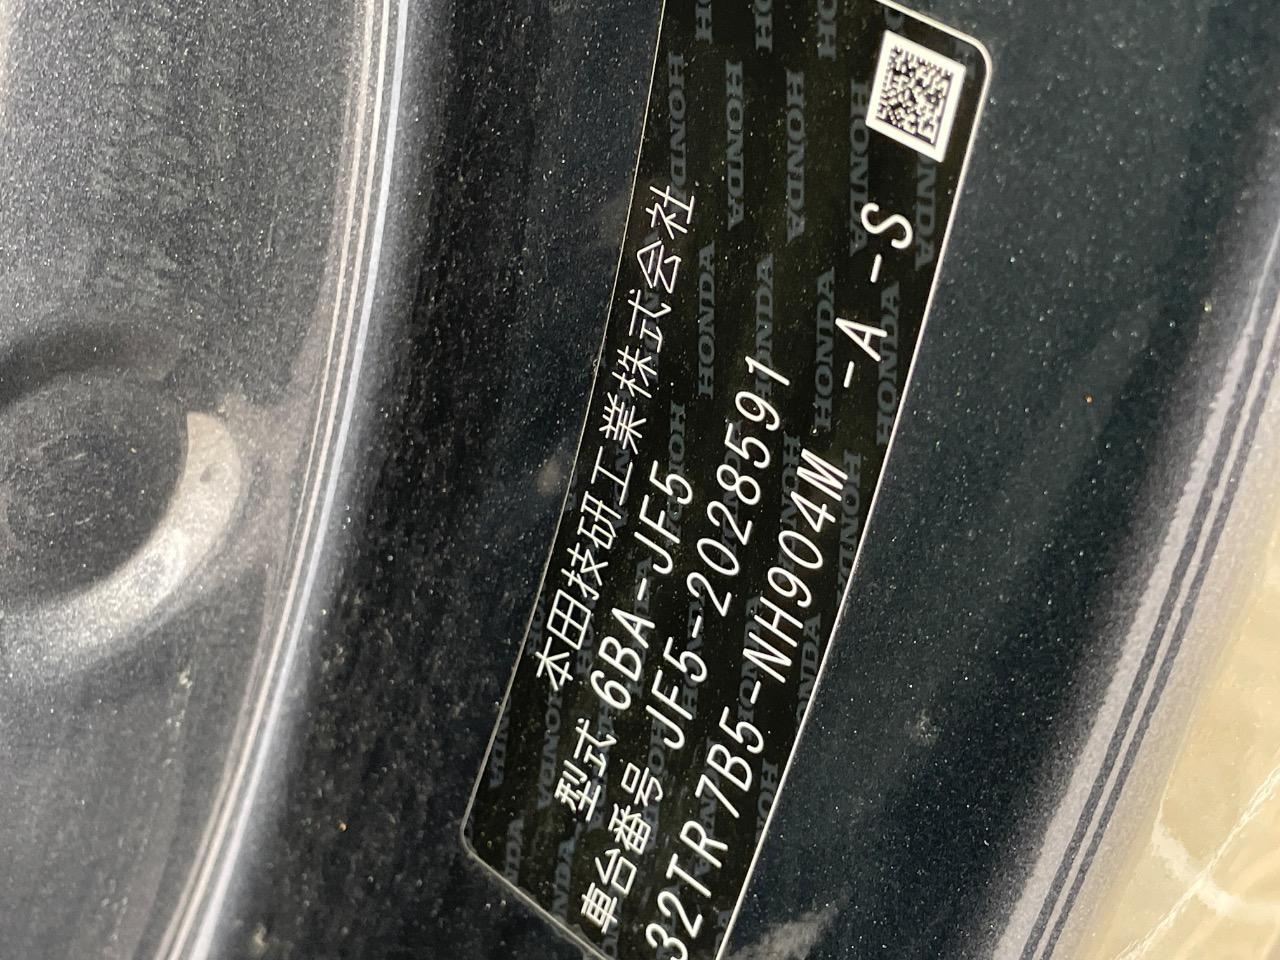 本田技研工業株式会社
型式 6BA-JF5
車台番号 JF5-2028591
32TR7B5-NH904M -A-S